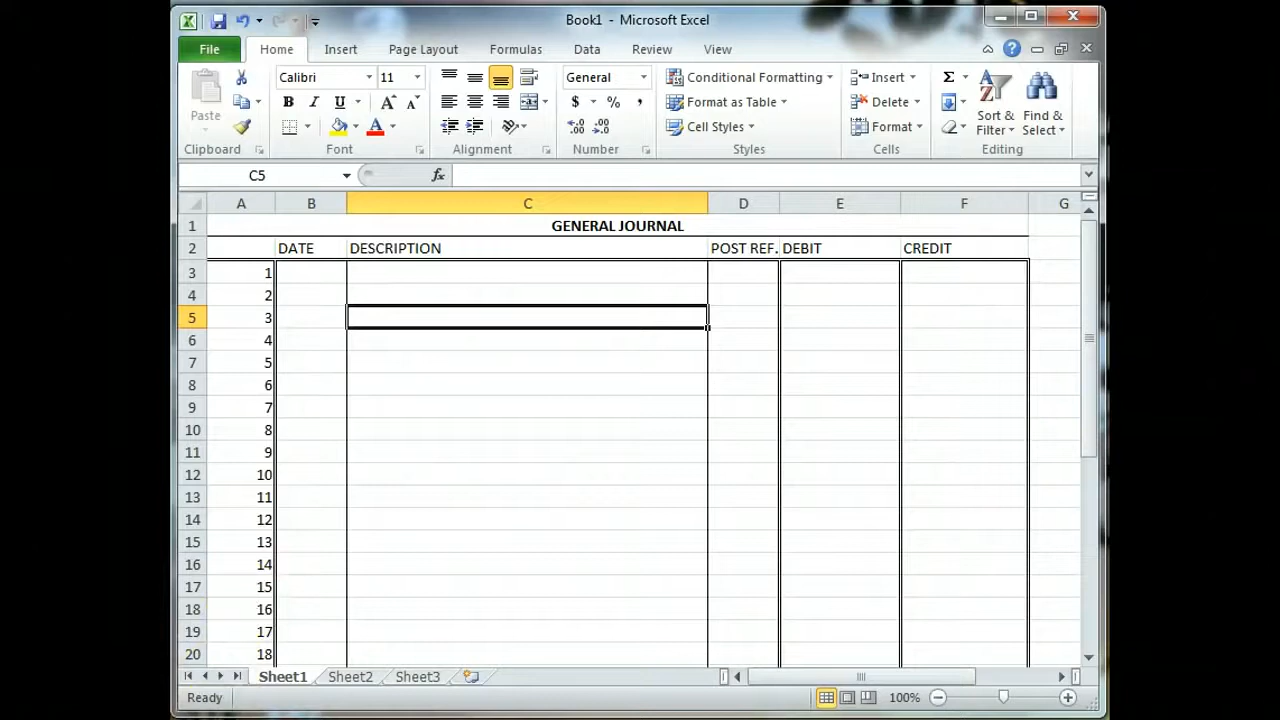 Book1 - Microsoft Excel
File Home Insert Page Layout Formulas Data Review View
Paste
Calibri 11
B I U A A
A
General
$ % ,
Conditional Formatting
Format as Table
Cell Styles
Insert
Delete
Format
Σ
Sort & Filter
Find & Select
Clipboard Font Alignment Number Styles Cells Editing
C5 fx
A B C D E F G
1 GENERAL JOURNAL
2 DATE DESCRIPTION POST REF. DEBIT CREDIT
3 1
4 2
5 3
6 4
7 5
8 6
9 7
10 8
11 9
12 10
13 11
14 12
15 13
16 14
17 15
18 16
19 17
20 18
Sheet1 Sheet2 Sheet3
Ready 100%